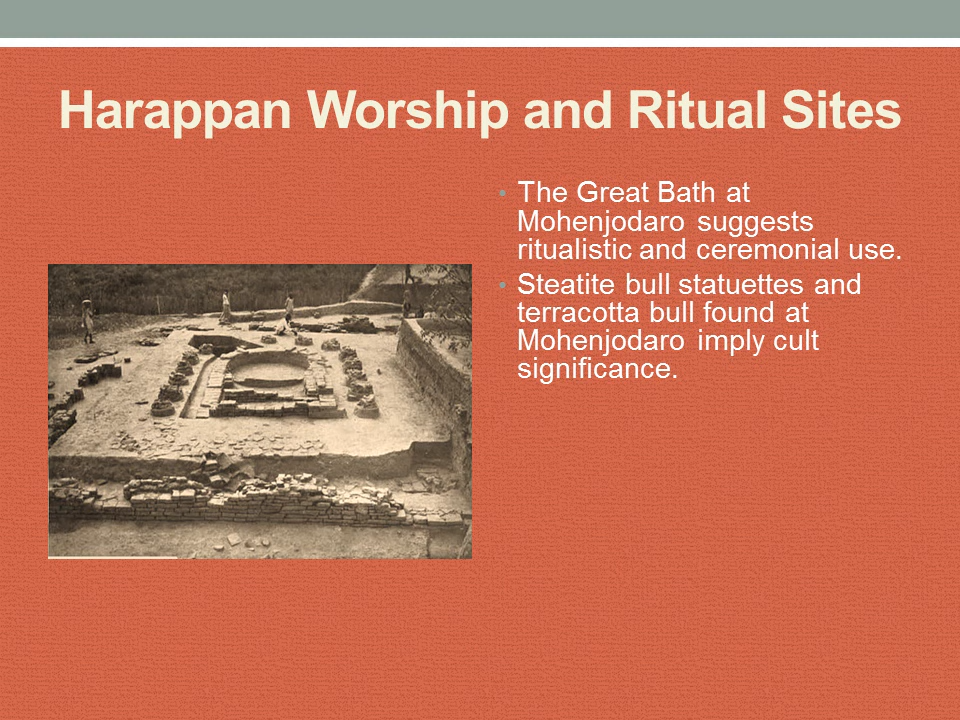 Harappan Worship and Ritual Sites
• The Great Bath at
Mohenjodaro suggests
ritualistic and ceremonial use.
• Steatite bull statuettes and
terracotta bull found at
Mohenjodaro imply cult
significance.